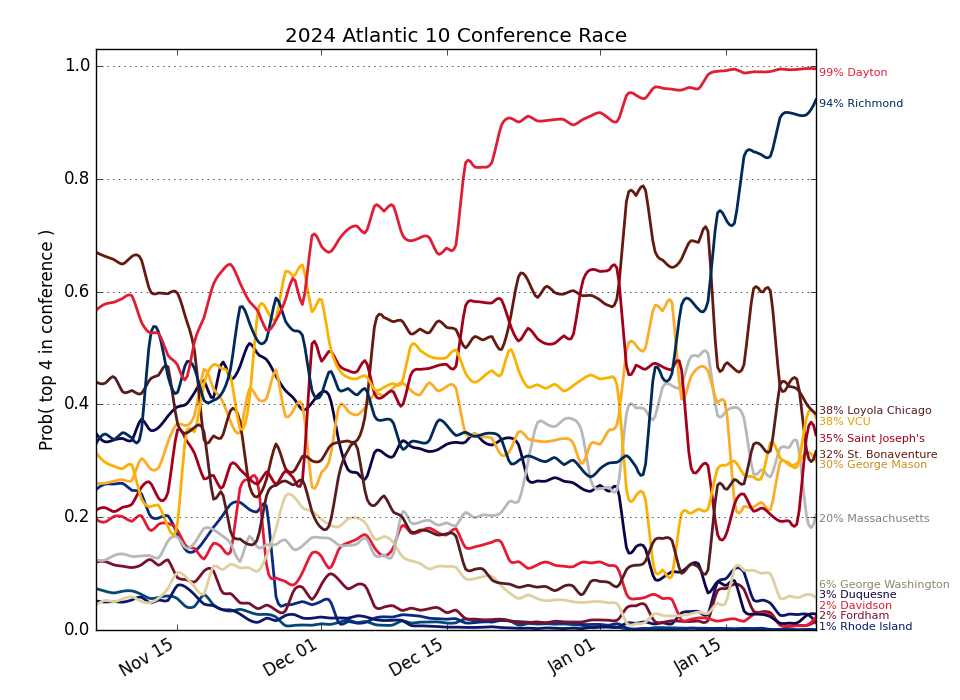 2024 Atlantic 10 Conference Race
Prob( top 4 in conference )
1.0
0.8
0.6
0.4
0.2
0.0
Nov 15
Dec 01
Dec 15
Jan 01
Jan 15
99% Dayton
94% Richmond
38% Loyola Chicago
38% VCU
35% Saint Joseph's
32% St. Bonaventure
30% George Mason
20% Massachusetts
6% George Washington
3% Duquesne
2% Davidson
2% Fordham
1% Rhode Island